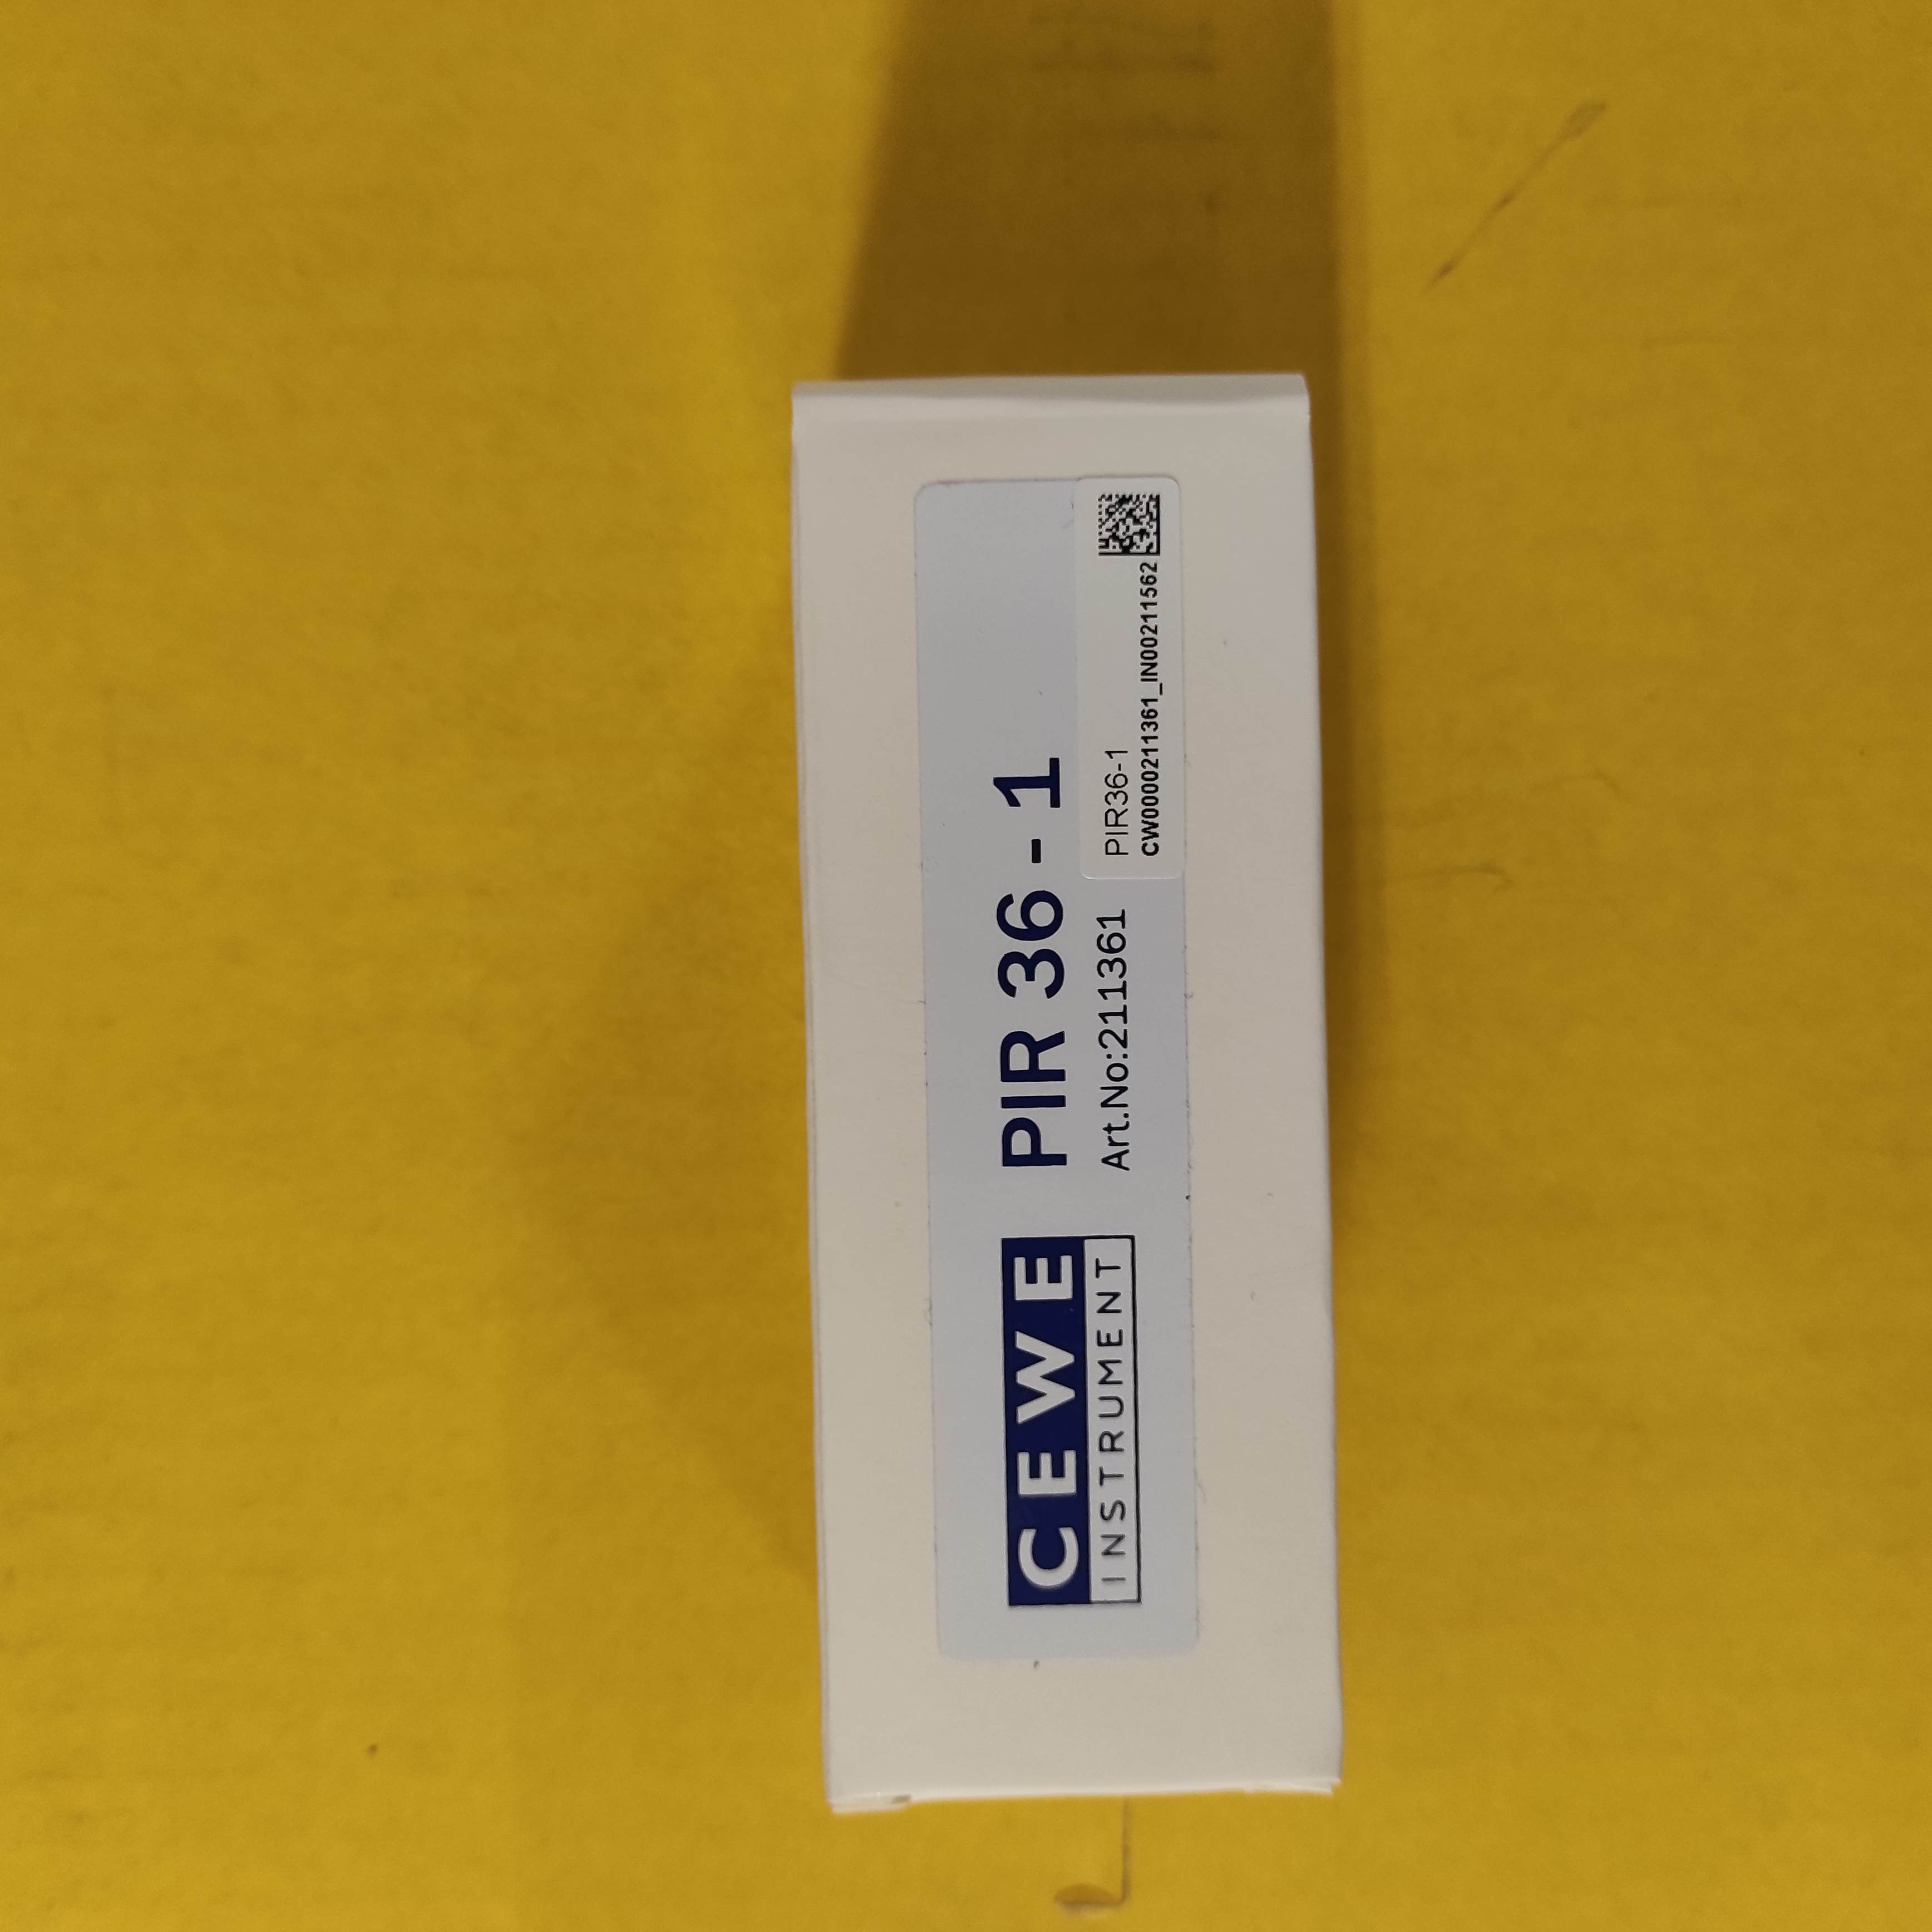 CEWE
INSTRUMENT
PIR 36 - 1
Art.No:211361
PIR36-1
CW0000211361_IN00211562